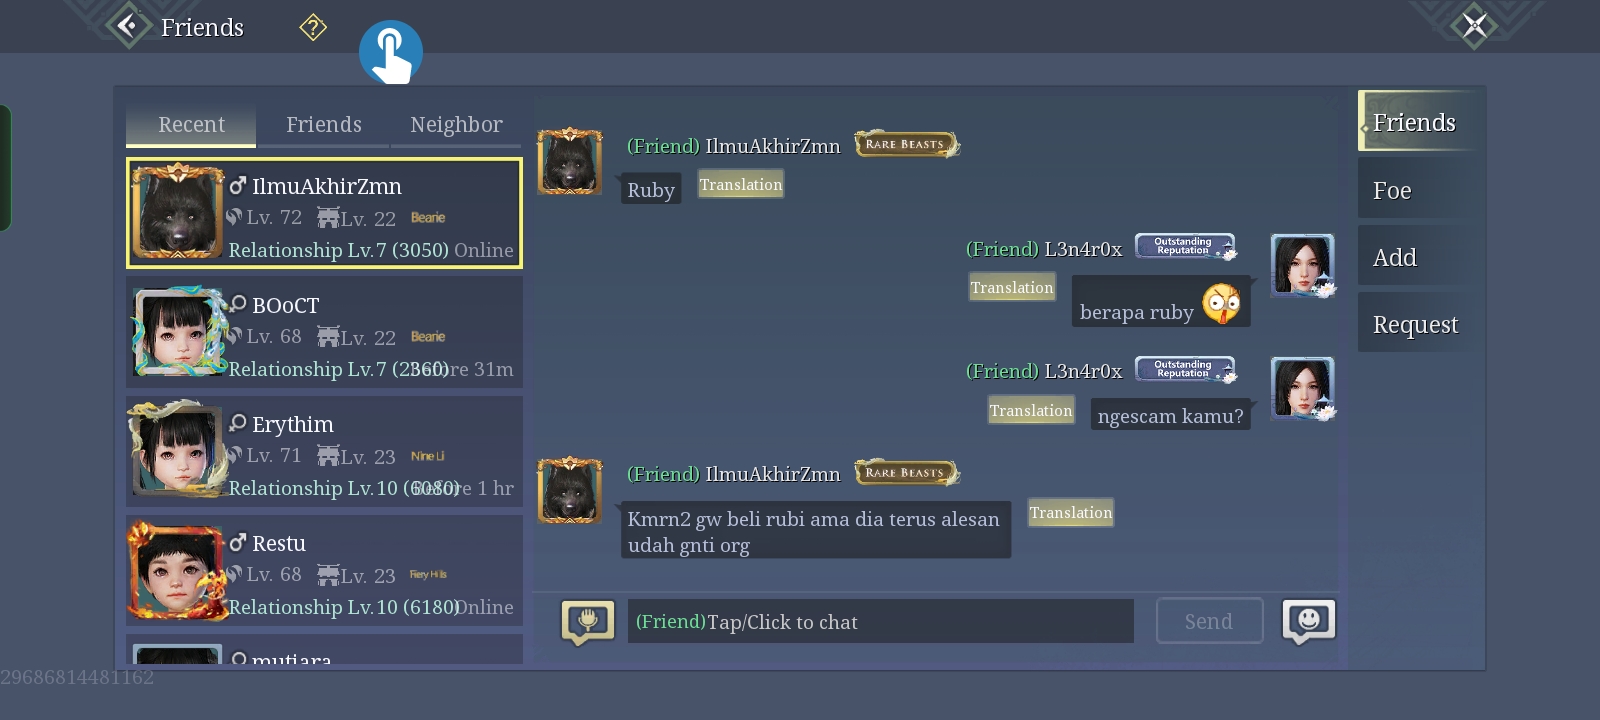 Friends
?
Recent
Friends
Neighbor
IlmuAkhirZmn
Lv. 72
Lv. 22
Bearie
Relationship Lv.7 (3050) Online
BOoCT
Lv. 68
Lv. 22
Bearie
Relationship Lv.7 (2360)
Before 31m
Erythim
Lv. 71
Lv. 23
Nine Li
Relationship Lv.10 (6080)
Before 1 hr
Restu
Lv. 68
Lv. 23
Fiery Hills
Relationship Lv.10 (6180)
Online
mutiara
(Friend) IlmuAkhirZmn RARE BEASTS
Ruby
Translation
(Friend) L3n4r0x Outstanding
Reputation
Translation
berapa ruby
(Friend) L3n4r0x Outstanding
Reputation
Translation
ngescam kamu?
(Friend) IlmuAkhirZmn RARE BEASTS
Kmrn2 gw beli rubi ama dia terus alesan
udah gnti org
Translation
(Friend)Tap/Click to chat
Send
Friends
Foe
Add
Request
29686814481162